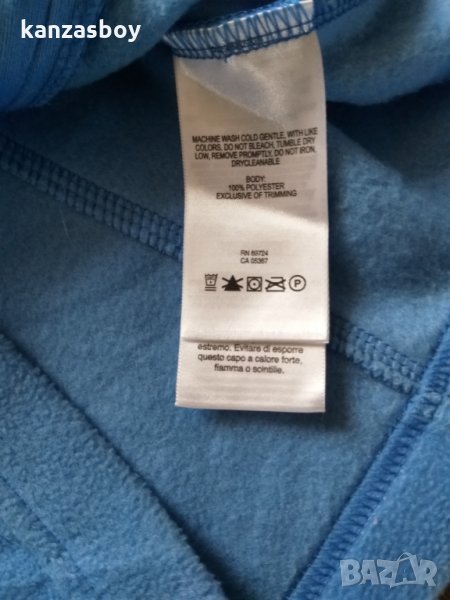 kanzasboy
MACHINE WASH COLD GENTLE, WITH LIKE
COLORS, DO NOT BLEACH, TUMBLE DRY
LOW, REMOVE PROMPTLY, DO NOT IRON,
DRYCLEANABLE
BODY:
100% POLYESTER
EXCLUSIVE OF TRIMMING
RN 69724
CA 05367
P
estremo. Evitare di esporre
questo capo a calore forte,
fiamma o scintille.
BAZAR